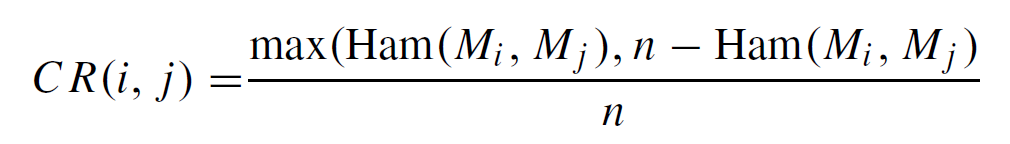 CR(i, j) = max(Ham(M_i, M_j), n − Ham(M_i, M_j) / n